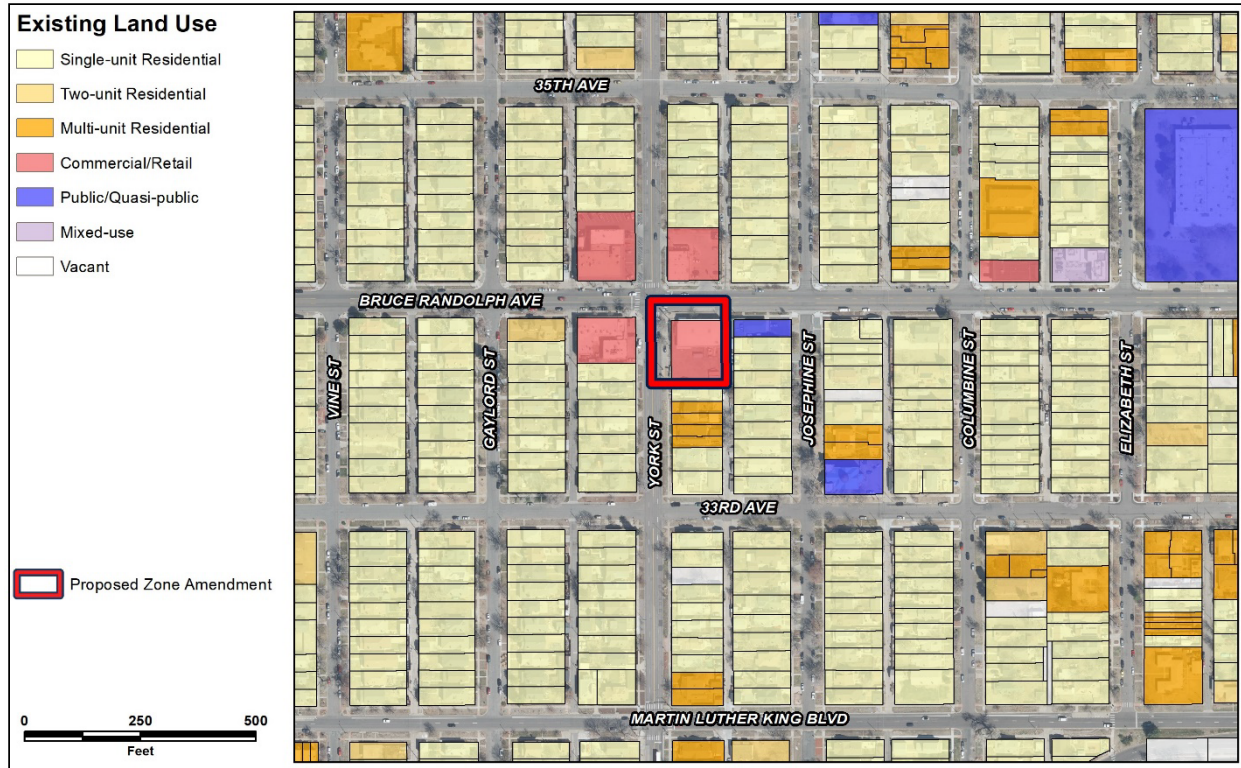 Existing Land Use
Single-unit Residential
Two-unit Residential
Multi-unit Residential
Commercial/Retail
Public/Quasi-public
Mixed-use
Vacant
Proposed Zone Amendment
0 250 500
Feet
35TH AVE
BRUCE RANDOLPH AVE
VINE ST
GAYLORD ST
YORK ST
JOSEPHINE ST
COLUMBINE ST
ELIZABETH ST
33RD AVE
MARTIN LUTHER KING BLVD